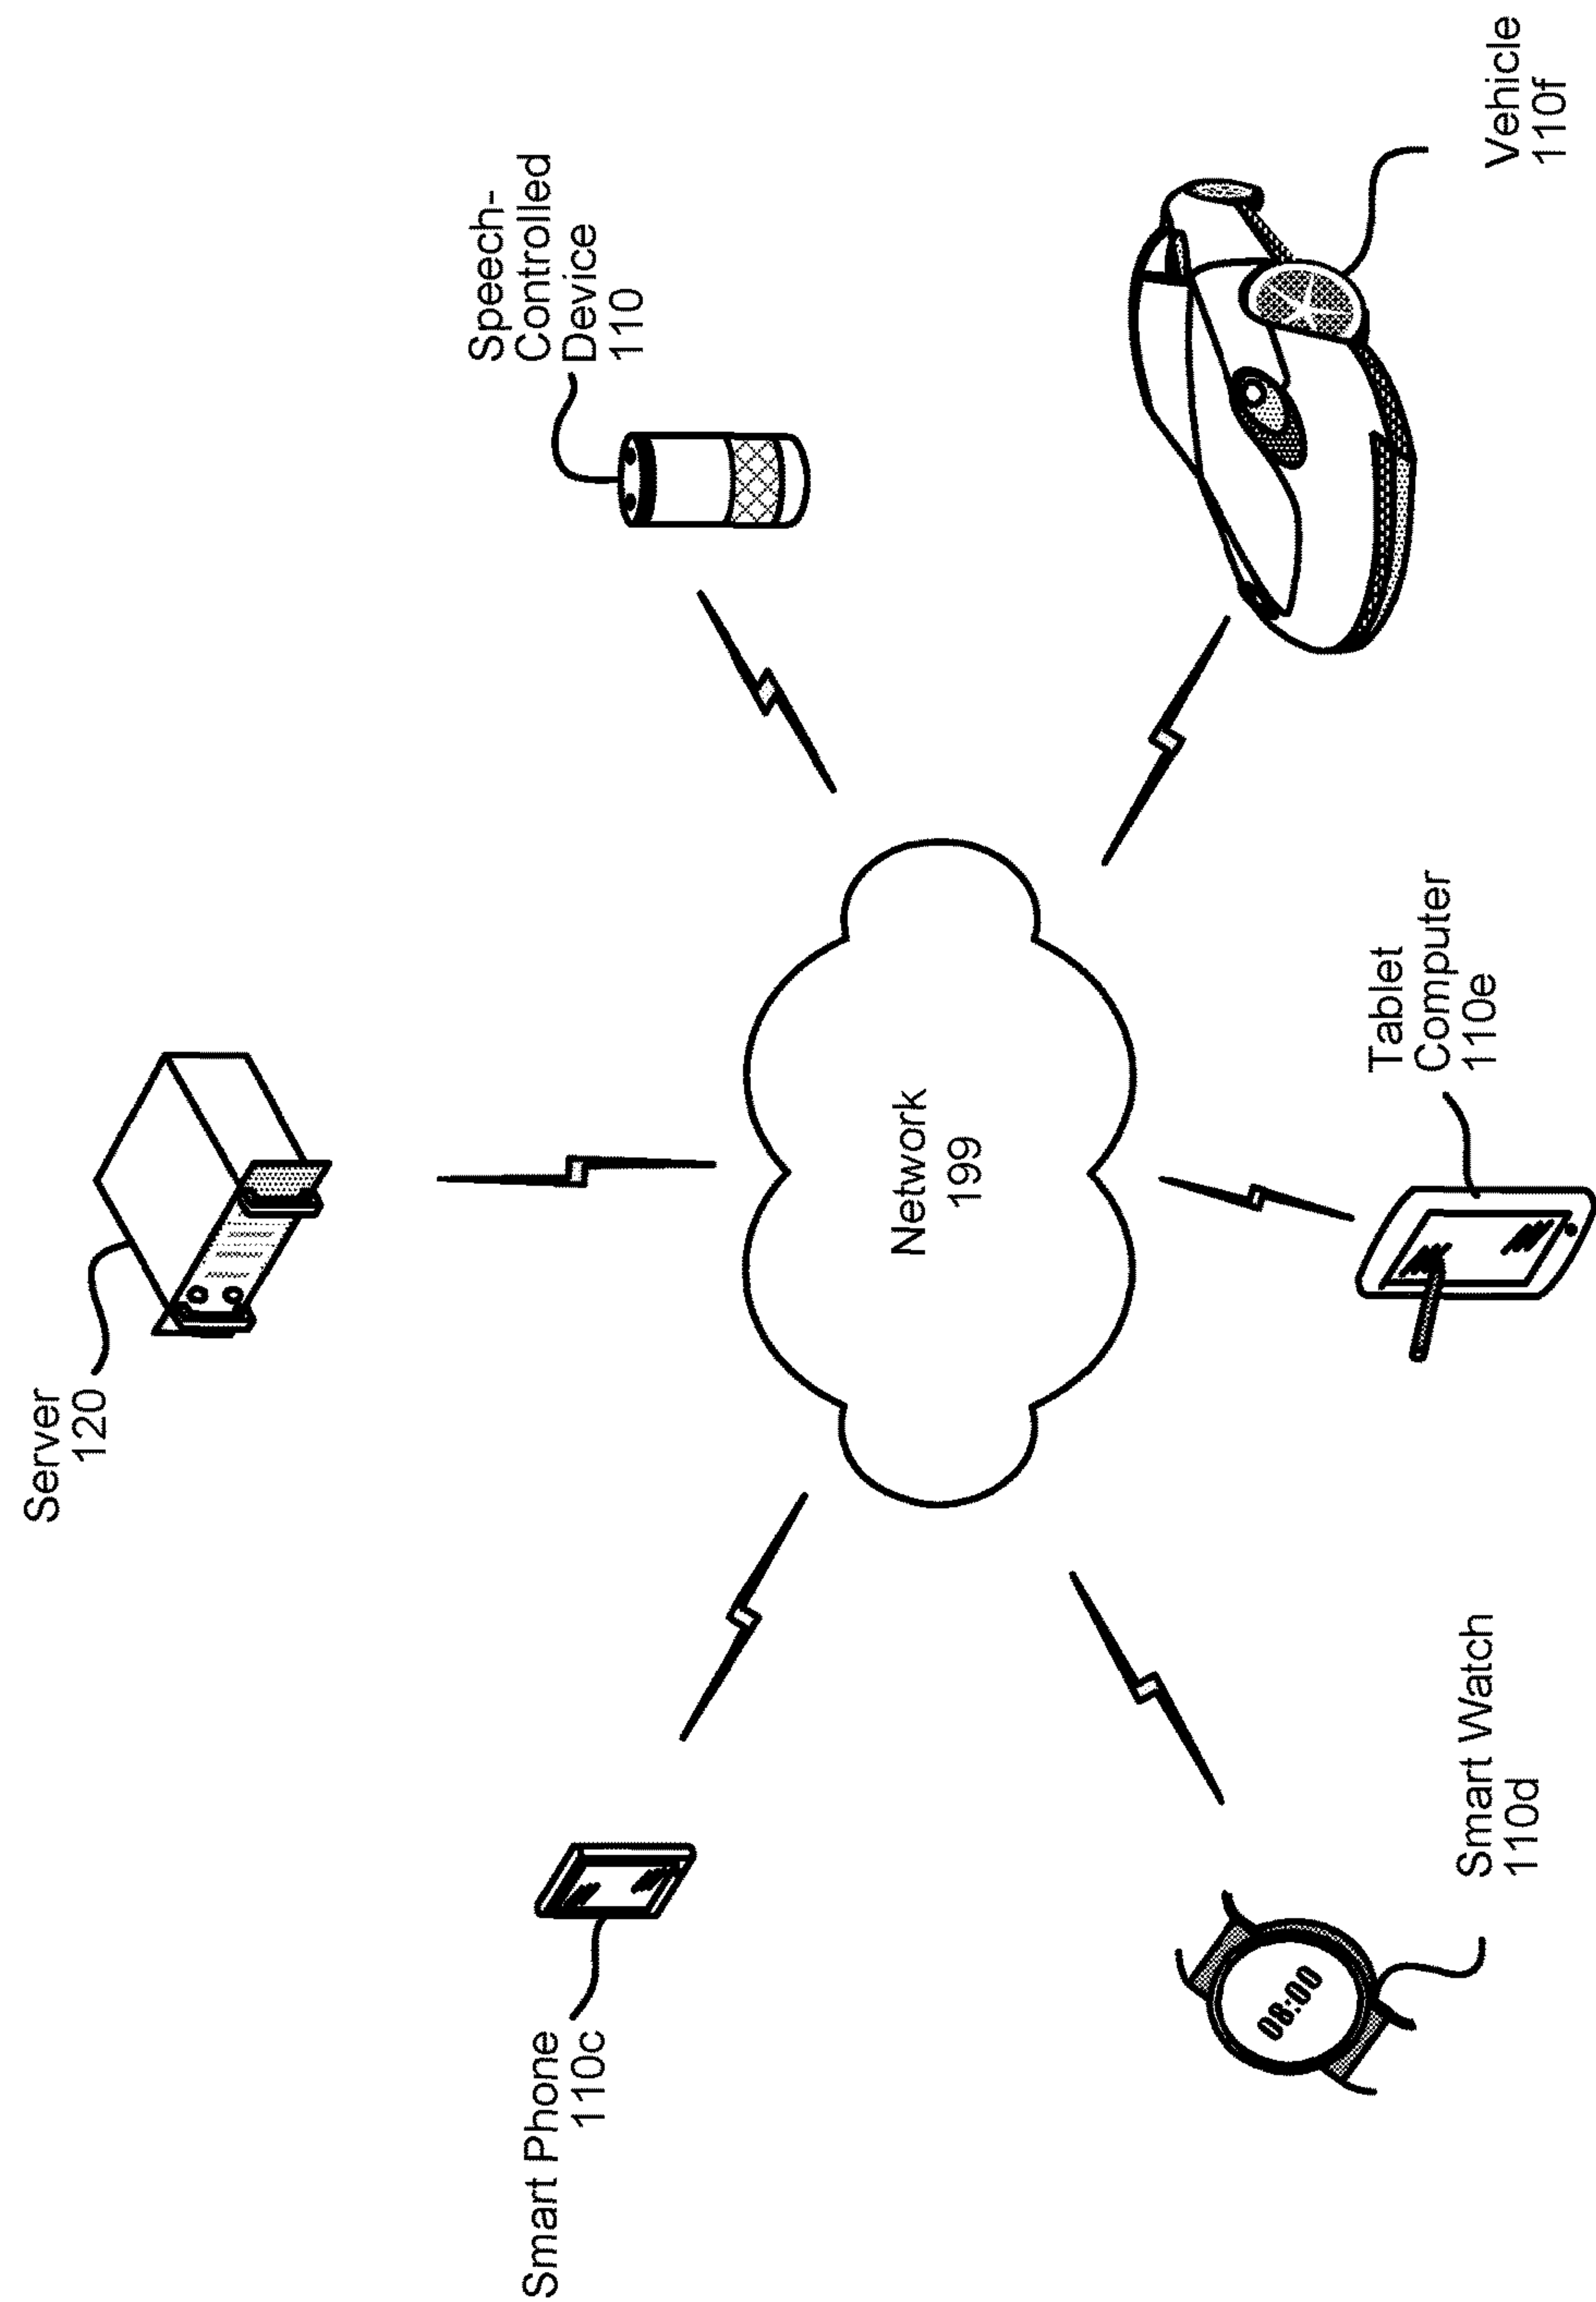 Server
120
Speech-
Controlled
Device
110
Smart Phone
110c
Network
199
Vehicle
110f
Tablet
Computer
110e
Smart Watch
110d
08:00